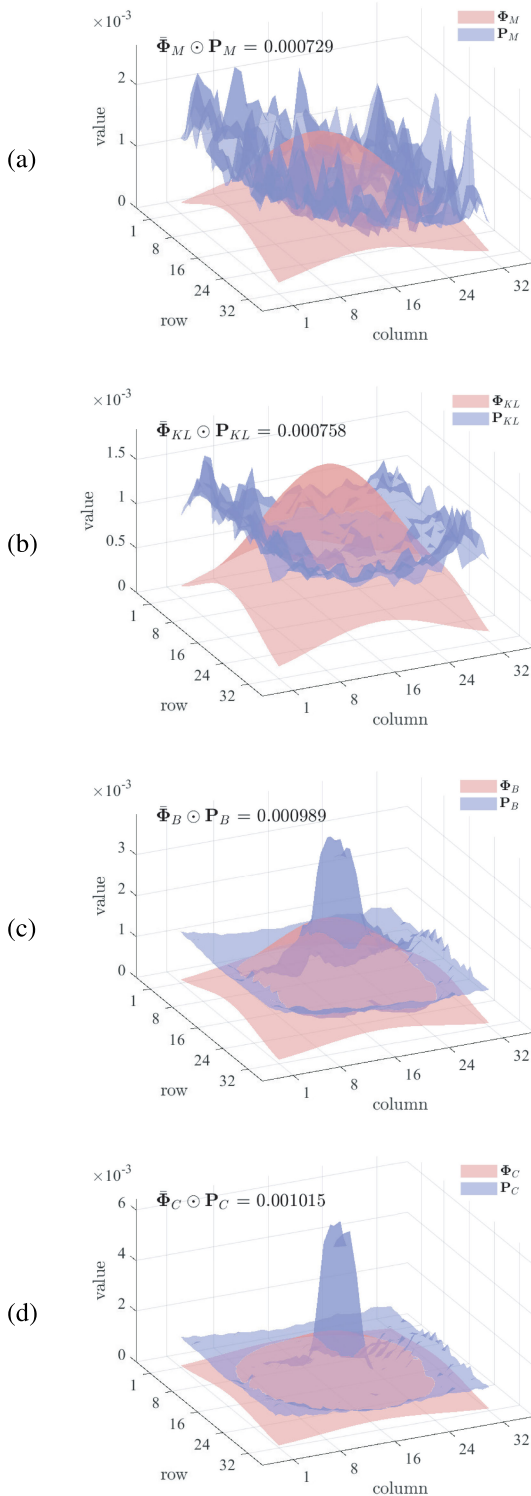 ×10⁻³
Φ̄_M ⊙ P_M = 0.000729
Φ_M
P_M
2
1
0
value
(a)
1
8
16
24
32
row
1
8
16
24
32
column
×10⁻³
Φ̄_KL ⊙ P_KL = 0.000758
Φ_KL
P_KL
1.5
1
0.5
0
value
(b)
1
8
16
24
32
row
1
8
16
24
32
column
×10⁻³
Φ̄_B ⊙ P_B = 0.000989
Φ_B
P_B
3
2
1
0
value
(c)
1
8
16
24
32
row
1
8
16
24
32
column
×10⁻³
Φ̄_C ⊙ P_C = 0.001015
Φ_C
P_C
6
4
2
0
value
(d)
1
8
16
24
32
row
1
8
16
24
32
column